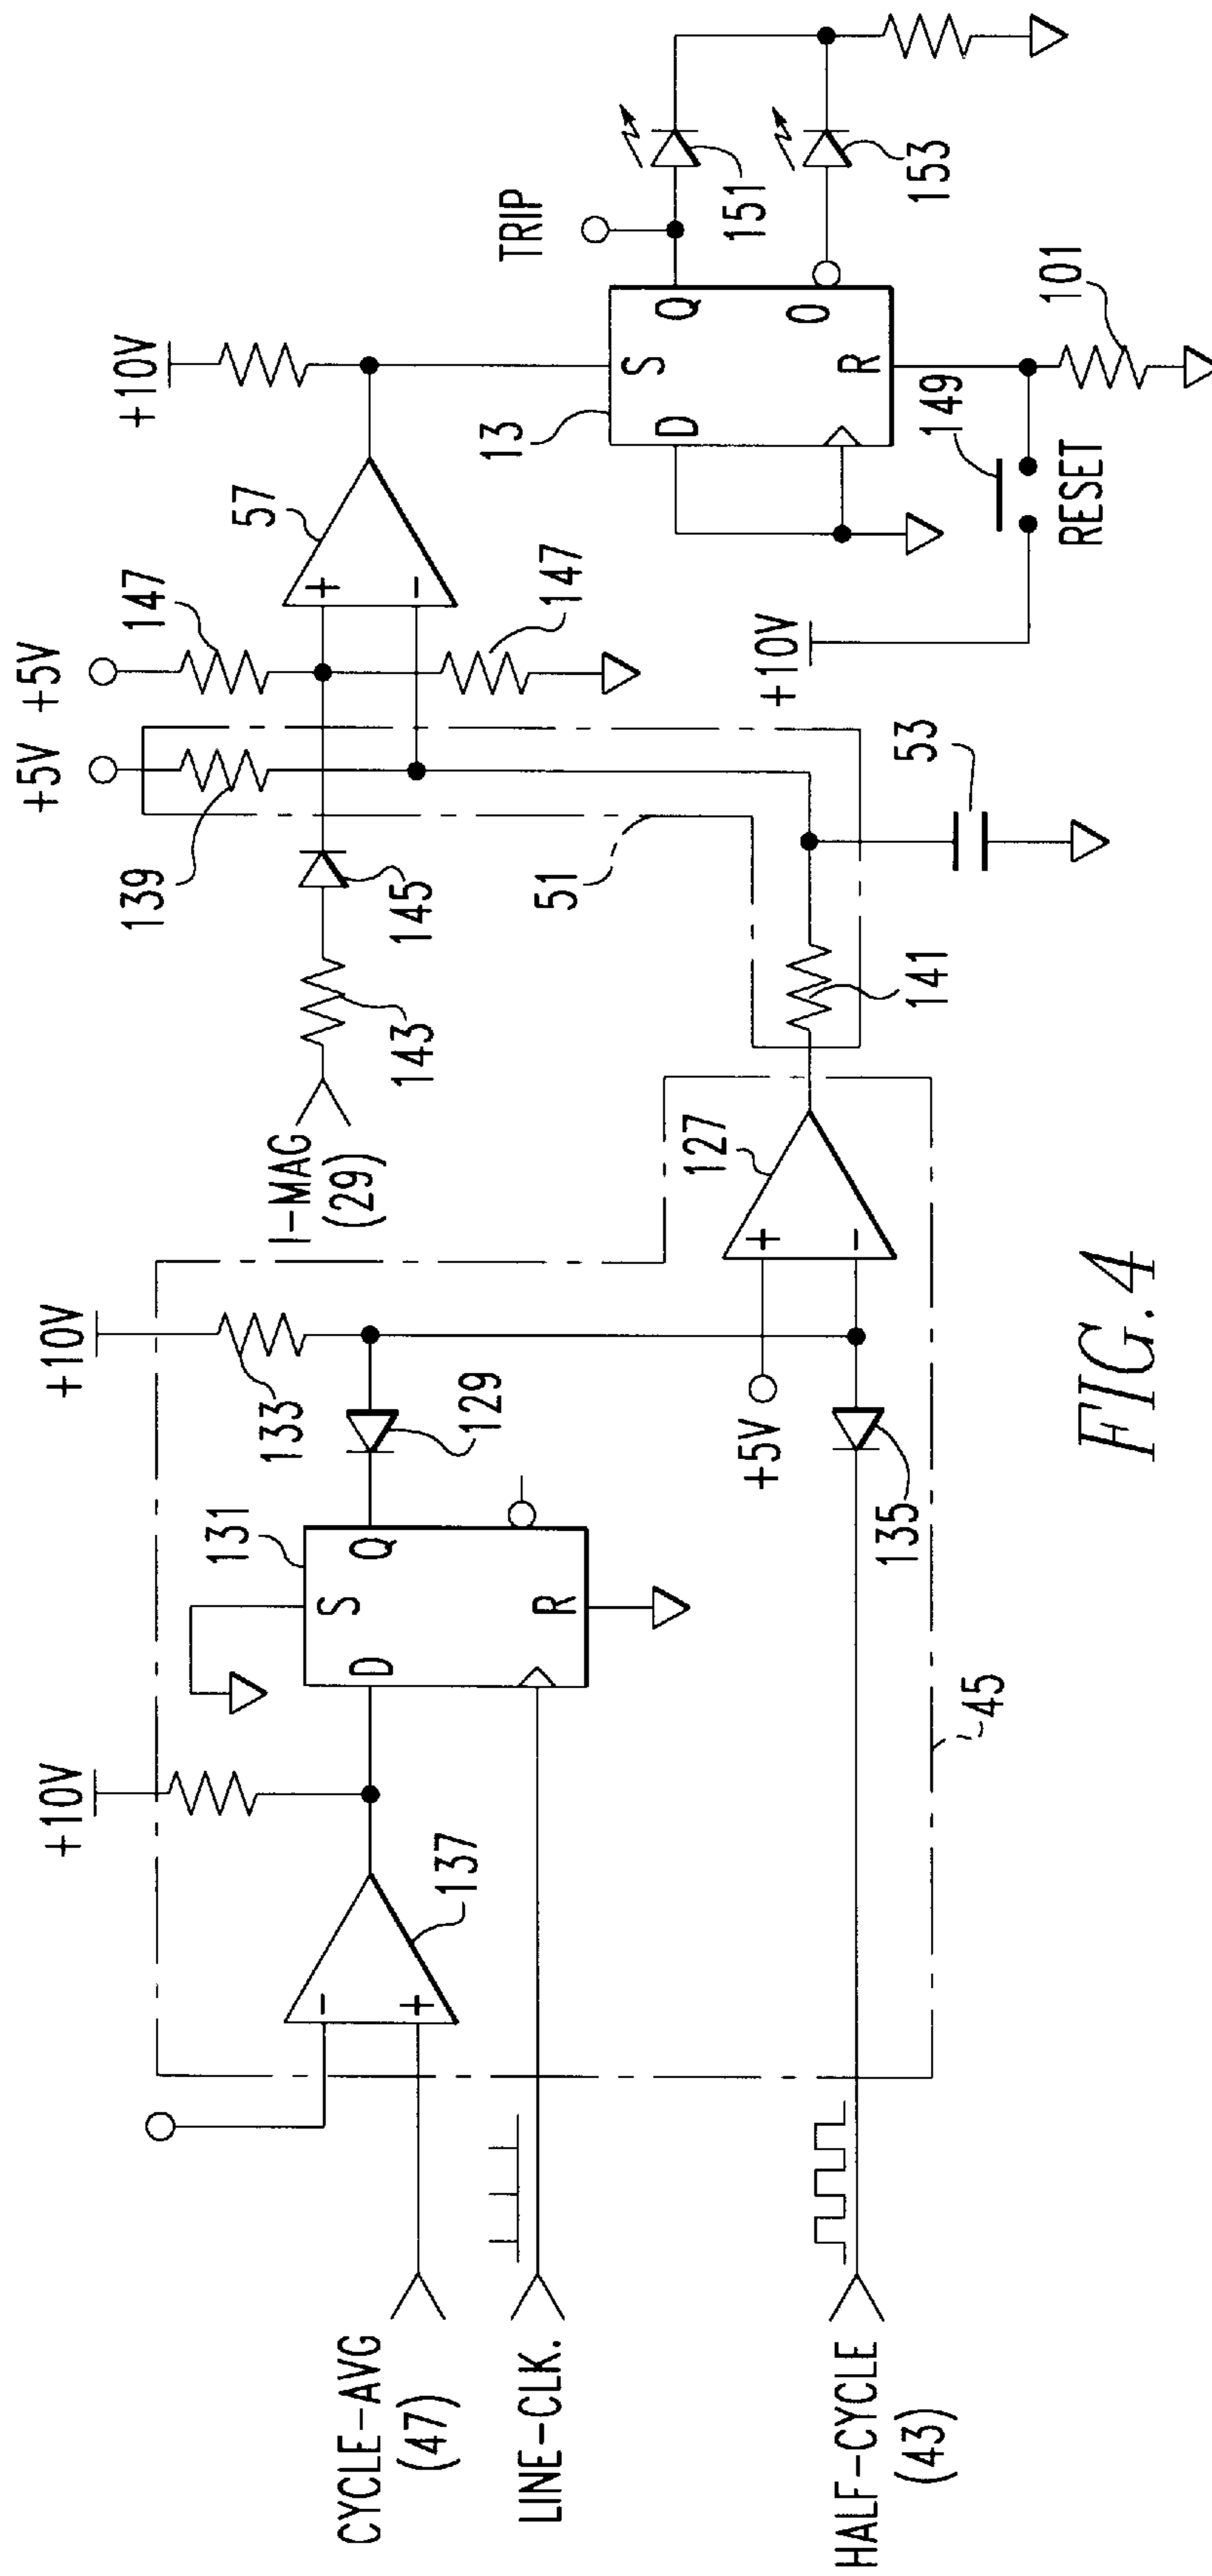 +10V
+10V
+5V
+5V
147
+10V
TRIP
139
145
143
I-MAG
(29)
57
147
13
S
D
Q
O
R
151
153
+10V
149
RESET
101
51
53
141
127
+
-
+
-
+5V
133
129
131
S
D
Q
R
135
137
-
+
45
CYCLE-AVG
(47)
LINE-CLK.
HALF-CYCLE
(43)
FIG. 4